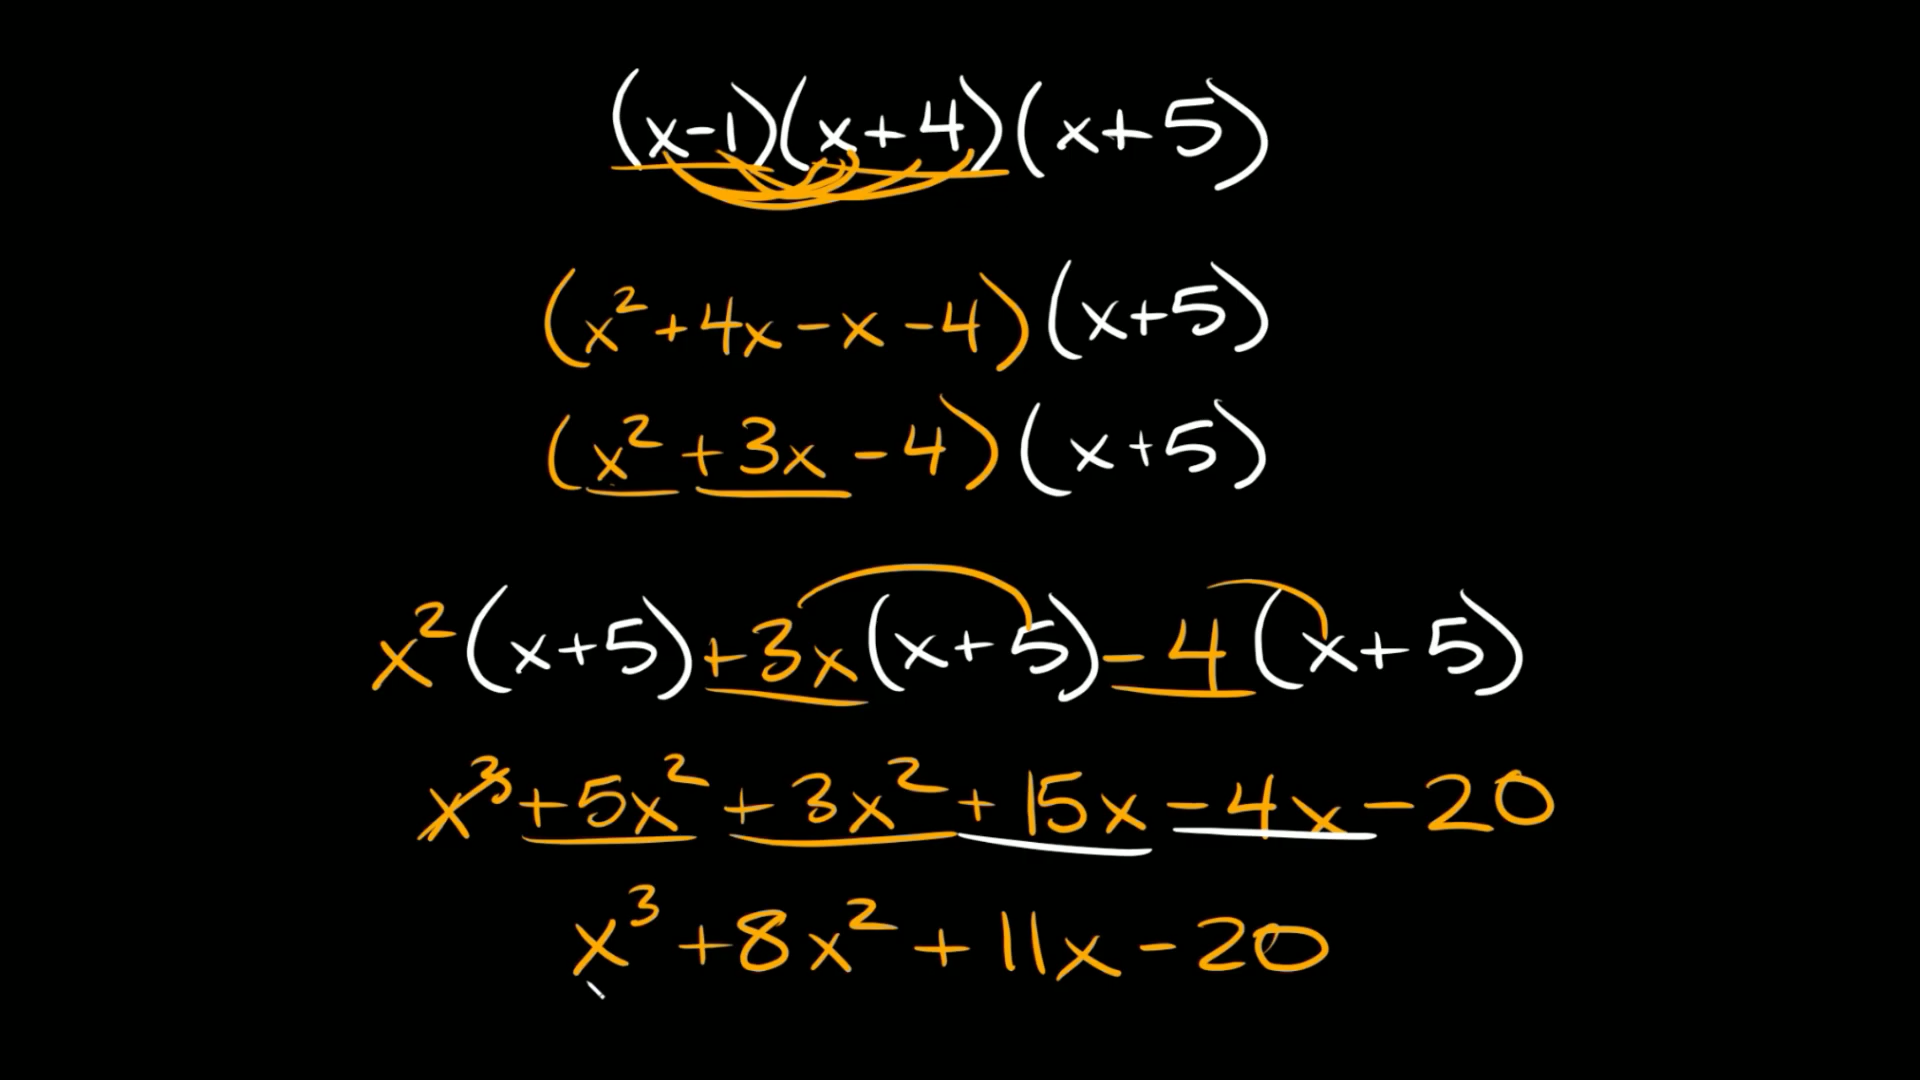 (x-1)(x+4)(x+5)
(x²+4x-x-4)(x+5)
(x²+3x-4)(x+5)
x²(x+5)+3x(x+5)-4(x+5)
x³+5x²+3x²+15x-4x-20
x³+8x²+11x-20